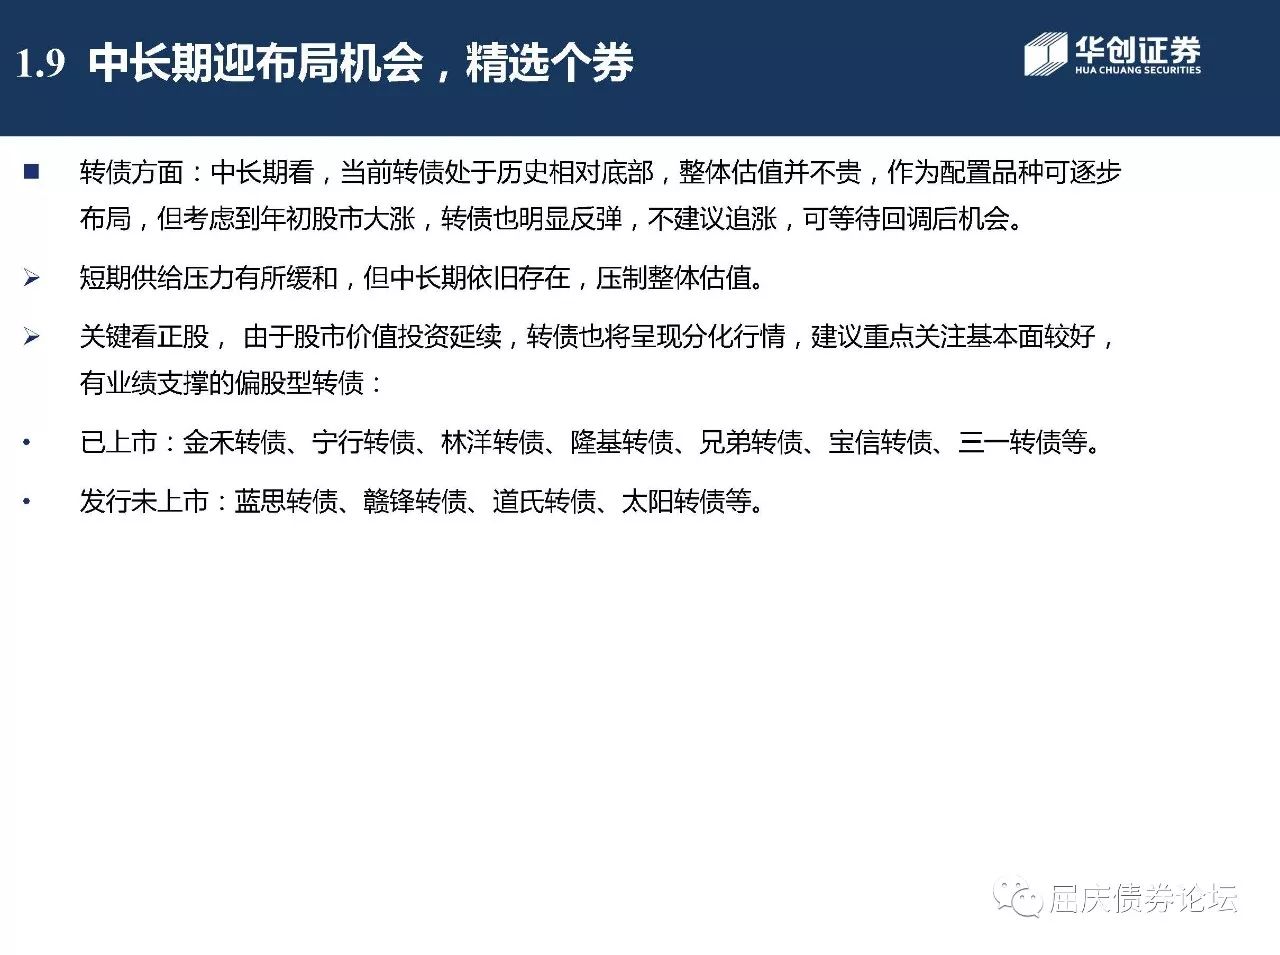 1.9 中长期迎布局机会，精选个券
华创证券
HUA CHUANG SECURITIES
转债方面：中长期看，当前转债处于历史相对底部，整体估值并不贵，作为配置品种可逐步
布局，但考虑到年初股市大涨，转债也明显反弹，不建议追涨，可等待回调后机会。
短期供给压力有所缓和，但中长期依旧存在，压制整体估值。
关键看正股， 由于股市价值投资延续，转债也将呈现分化行情，建议重点关注基本面较好，
有业绩支撑的偏股型转债：
已上市：金禾转债、宁行转债、林洋转债、隆基转债、兄弟转债、宝信转债、三一转债等。
发行未上市：蓝思转债、赣锋转债、道氏转债、太阳转债等。
屈庆债券论坛